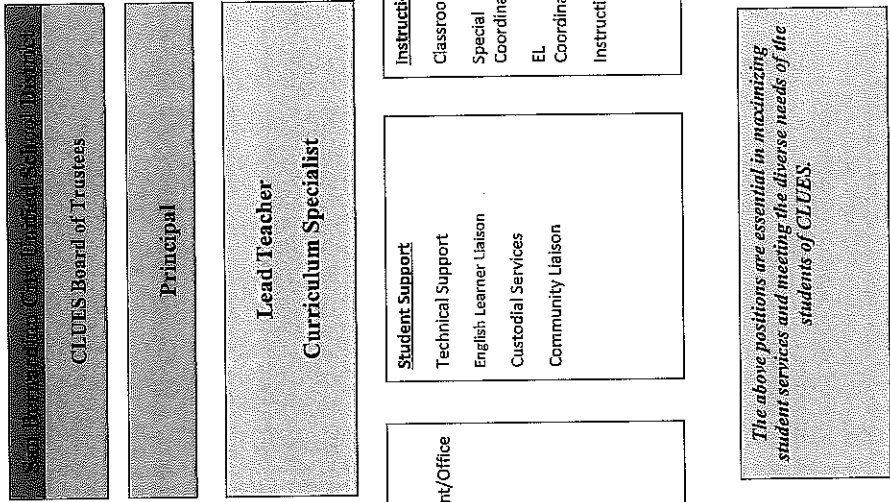 San Bernardino City Unified School District
CLUES Board of Trustees
Principal
Lead Teacher
Curriculum Specialist
nt/Office
Student Support
Technical Support
English Learner Liaison
Custodial Services
Community Liaison
Instructi
Classroo
Special
Coordina
EL
Coordina
Instructi
The above positions are essential in maximizing
student services and meeting the diverse needs of the
students of CLUES.